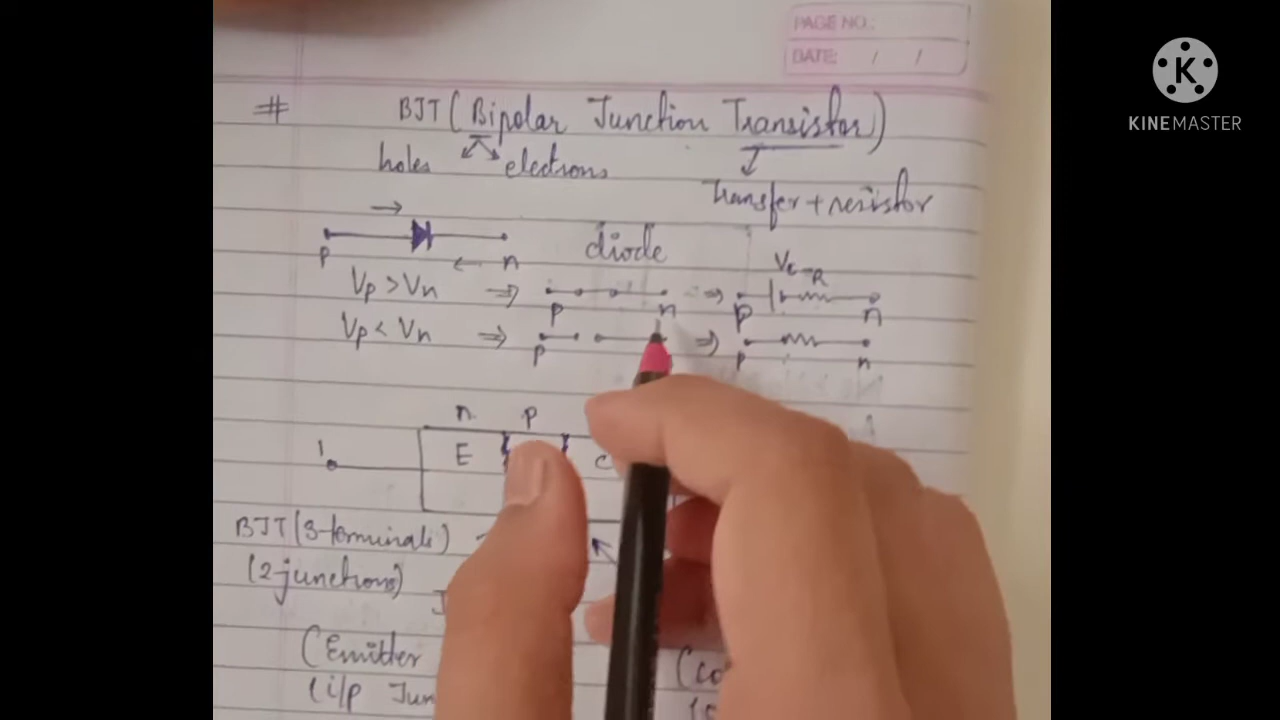 PAGE NO.:
DATE: / /
# BJT (Bipolar Junction Transistor)
holes electrons
Transfer + resistor
p n diode
Vp > Vn ⇒ p n ⇒ p R n
Vp < Vn ⇒ p ⇒ p n
n p
1 E C
BJT (3-terminals)
(2-junctions)
(Emitter
(i/p
K
KINEMASTER